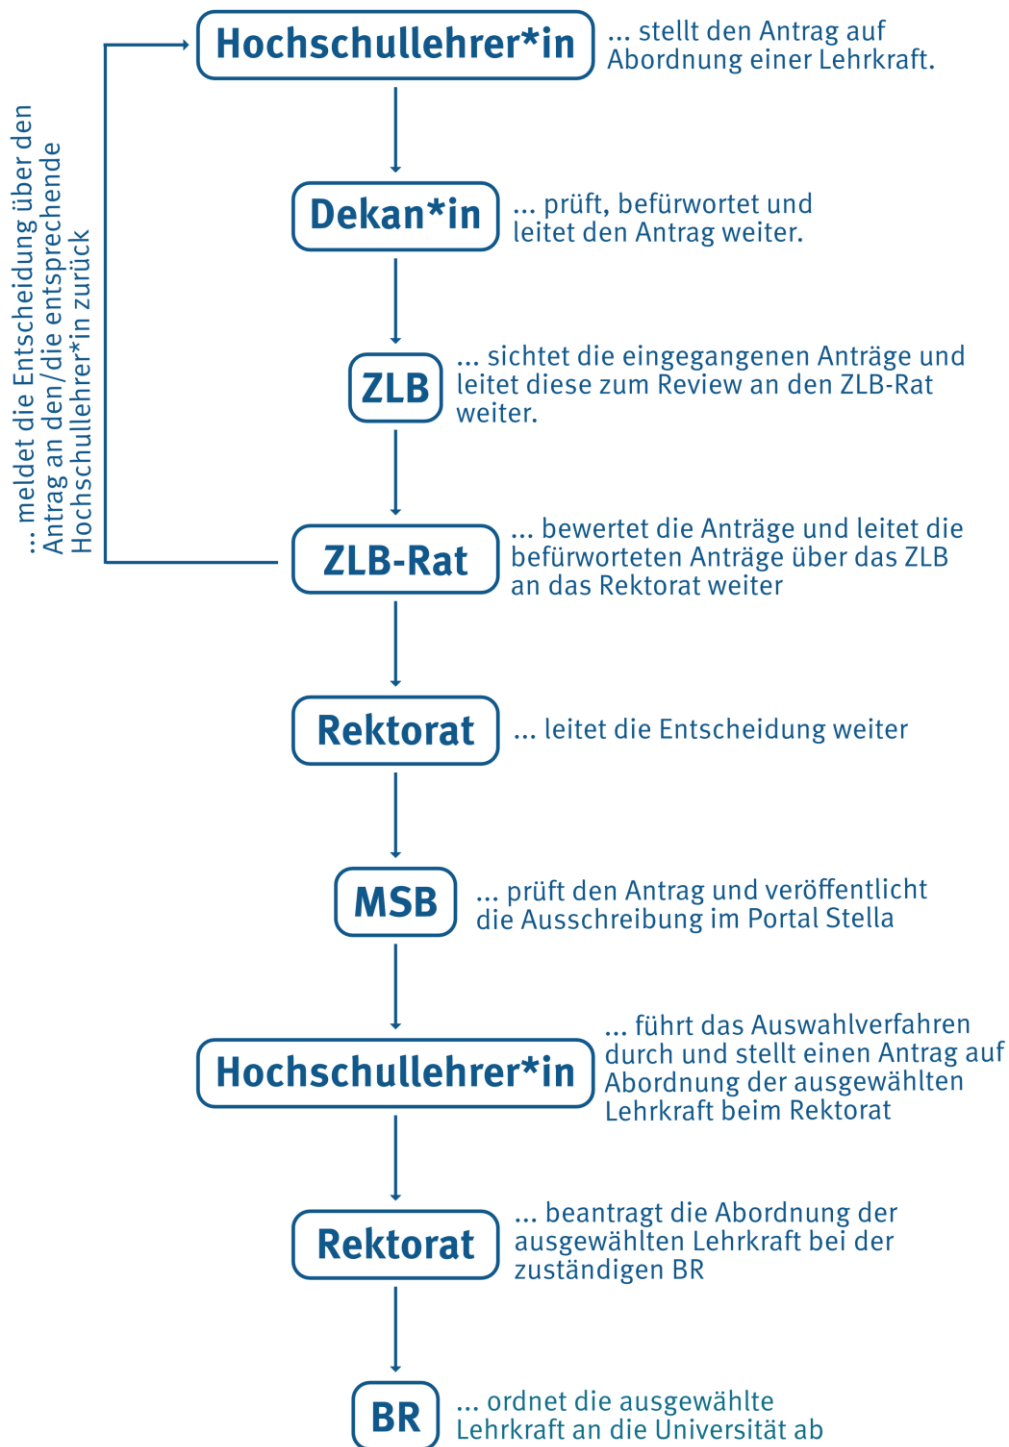 Hochschullehrer*in
... stellt den Antrag auf
Abordnung einer Lehrkraft.
... meldet die Entscheidung über den
Antrag an den/die entsprechende
Hochschullehrer*in zurück
Dekan*in
... prüft, befürwortet und
leitet den Antrag weiter.
ZLB
... sichtet die eingegangenen Anträge und
leitet diese zum Review an den ZLB-Rat
weiter.
ZLB-Rat
... bewertet die Anträge und leitet die
befürworteten Anträge über das ZLB
an das Rektorat weiter
Rektorat
... leitet die Entscheidung weiter
MSB
... prüft den Antrag und veröffentlicht
die Ausschreibung im Portal Stella
Hochschullehrer*in
... führt das Auswahlverfahren
durch und stellt einen Antrag auf
Abordnung der ausgewählten
Lehrkraft beim Rektorat
Rektorat
... beantragt die Abordnung der
ausgewählten Lehrkraft bei der
zuständigen BR
BR
... ordnet die ausgewählte
Lehrkraft an die Universität ab